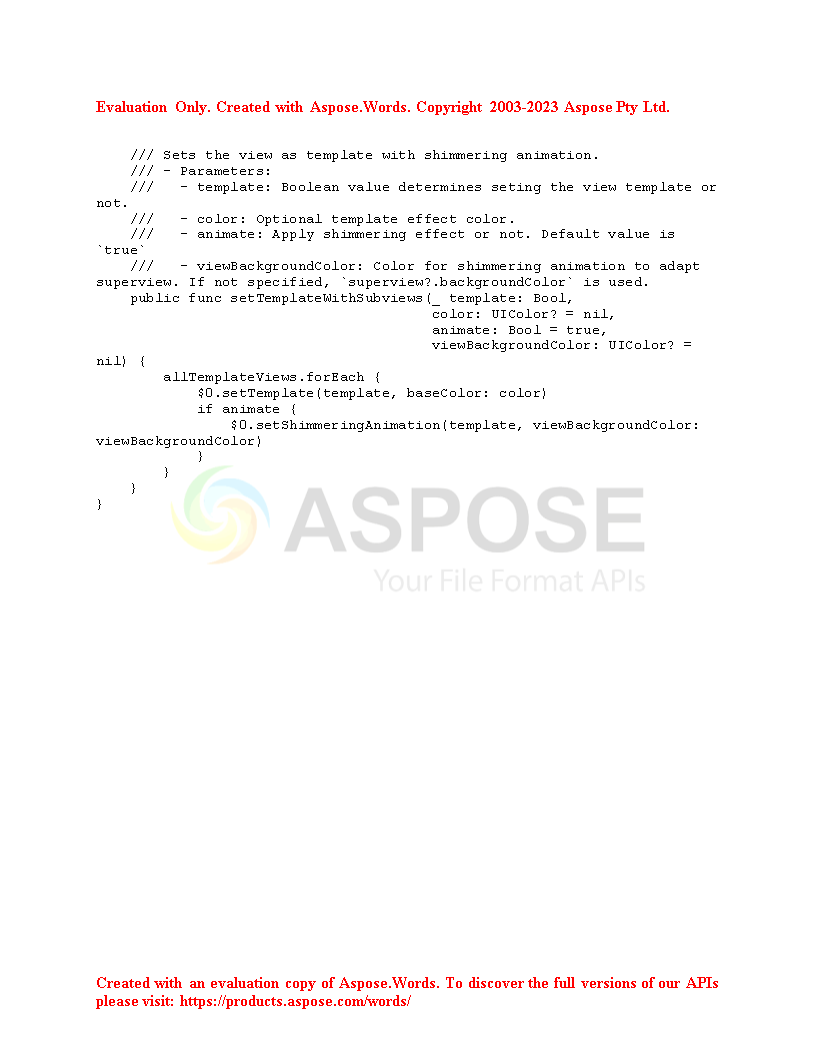 Evaluation Only. Created with Aspose.Words. Copyright 2003-2023 Aspose Pty Ltd.
/// Sets the view as template with shimmering animation.
/// - Parameters:
///   - template: Boolean value determines seting the view template or
not.
///   - color: Optional template effect color.
///   - animate: Apply shimmering effect or not. Default value is
`true`
///   - viewBackgroundColor: Color for shimmering animation to adapt
superview. If not specified, `superview?.backgroundColor` is used.
public func setTemplateWithSubviews(_ template: Bool,
color: UIColor? = nil,
animate: Bool = true,
viewBackgroundColor: UIColor? =
nil) {
allTemplateViews.forEach {
$0.setTemplate(template, baseColor: color)
if animate {
$0.setShimmeringAnimation(template, viewBackgroundColor:
viewBackgroundColor)
}
}
}
}
ASPOSE
Your File Format APIs
Created with an evaluation copy of Aspose.Words. To discover the full versions of our APIs
please visit: https://products.aspose.com/words/